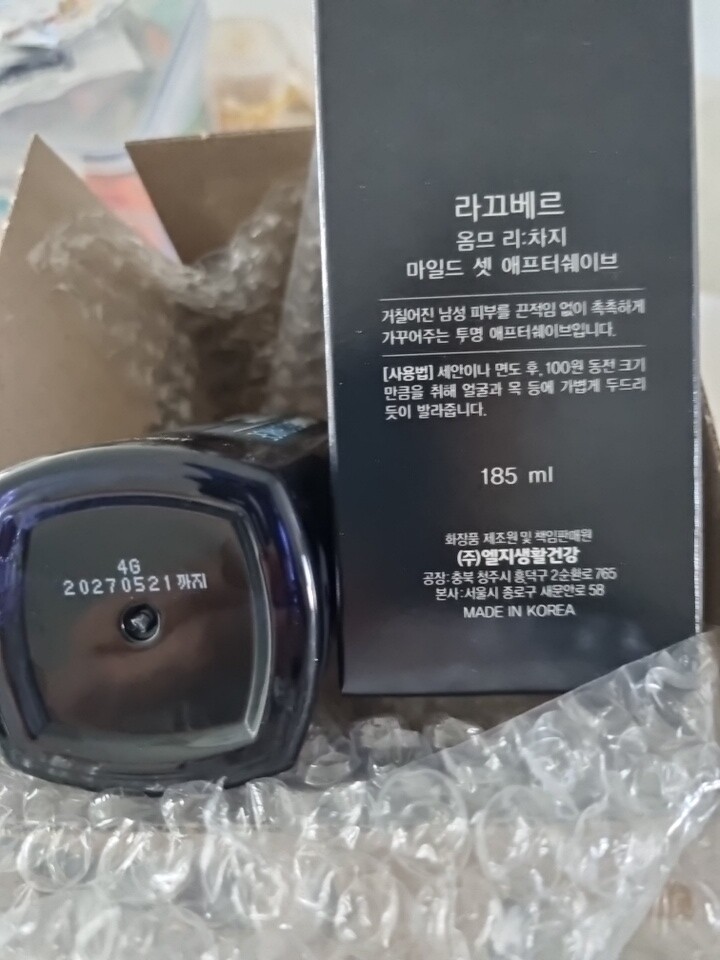 라끄베르
옴므 리:차지
마일드 셋 애프터쉐이브
거칠어진 남성 피부를 끈적임 없이 촉촉하게
가꾸어주는 투명 애프터쉐이브입니다.
[사용법] 세안이나 면도 후, 100원 동전 크기
만큼을 취해 얼굴과 목 등에 가볍게 두드리
듯이 발라줍니다.
185 ml
화장품 제조원 및 책임판매원
(주)엘지생활건강
공장: 충북 청주시 흥덕구 2순환로 765
본사: 서울시 종로구 새문안로 58
MADE IN KOREA
4G
20270521 까지